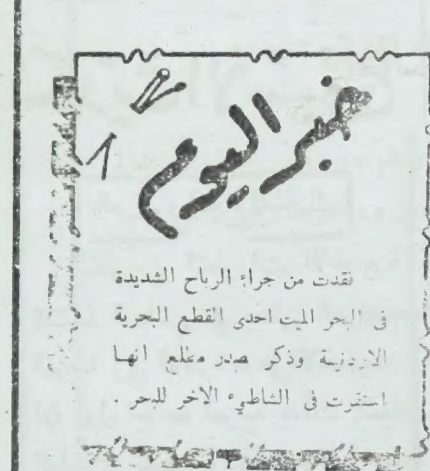 خبر اليوم
فقدت من جراء الرياح الشديدة
فى البحر الميت احدى القطع البحرية
الاردنية وذكر مصدر مطلع انها
استقرت فى الشاطىء الاخر للبحر .